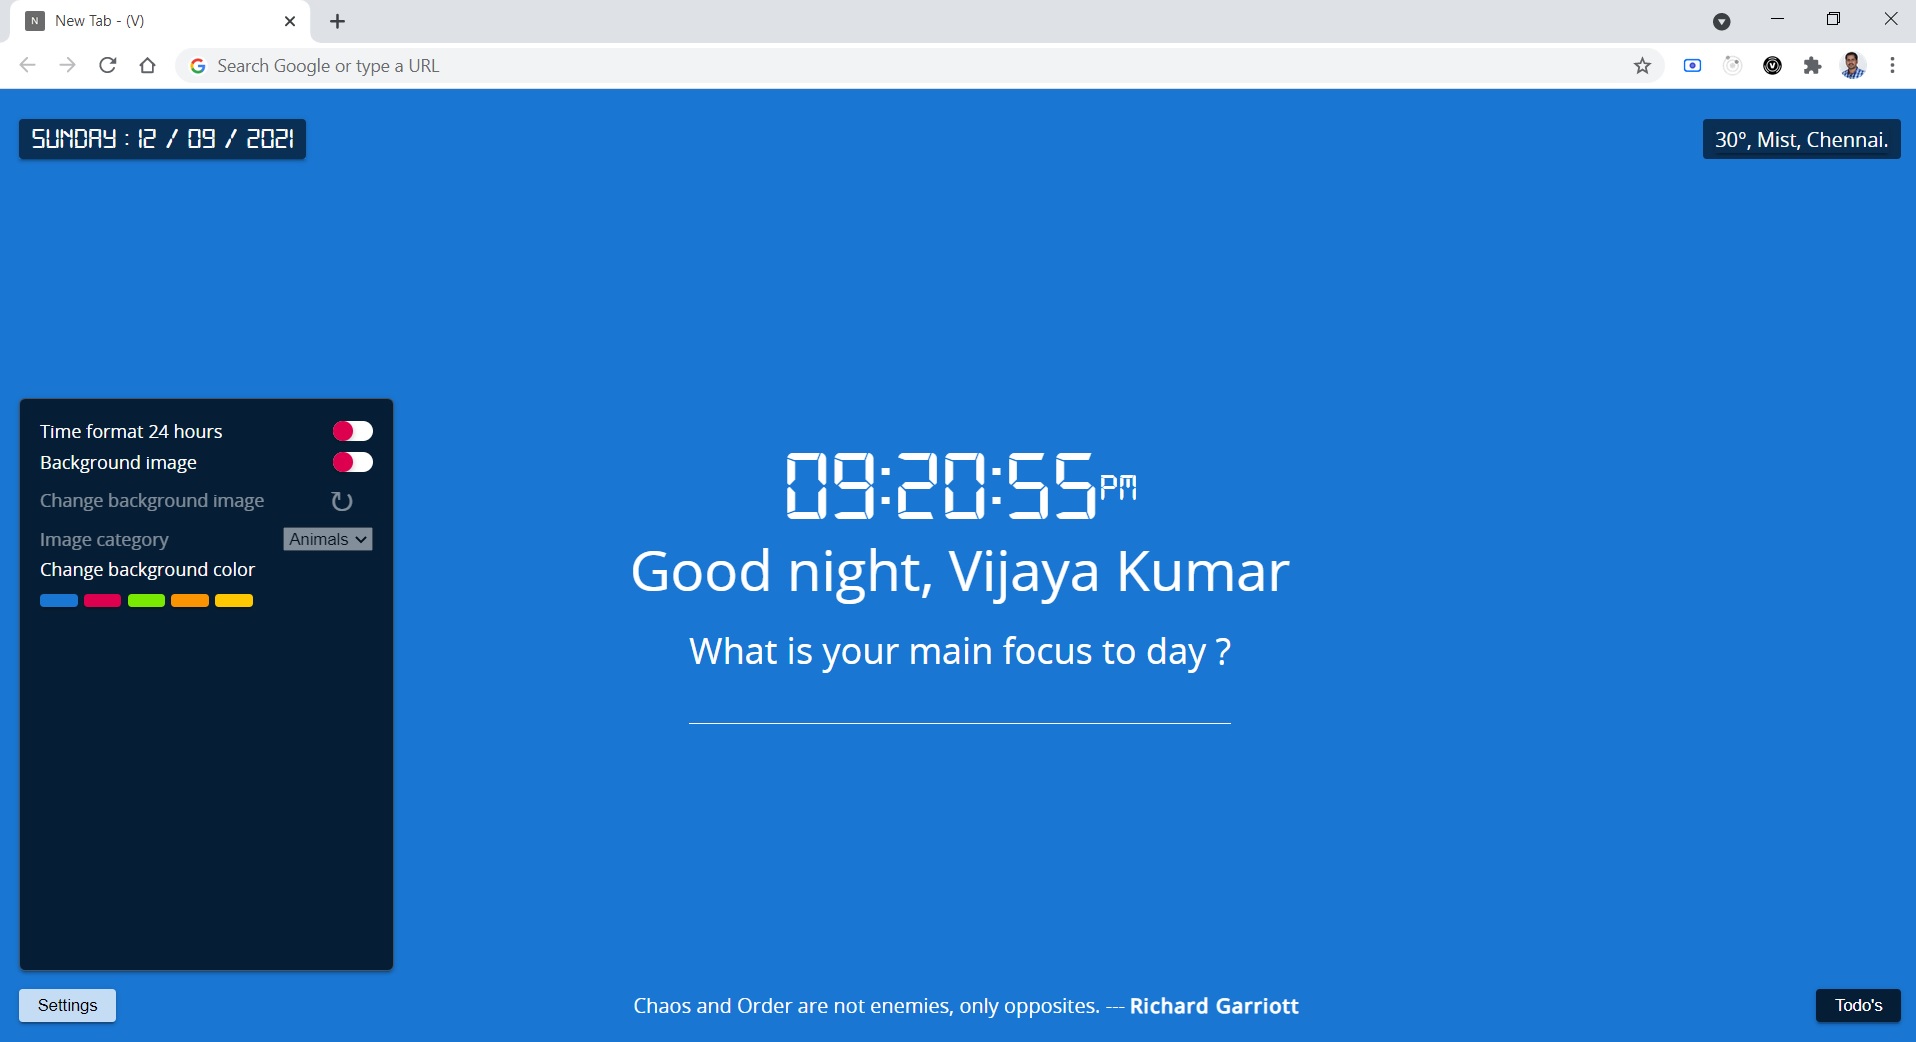 N New Tab - (V)
Search Google or type a URL
SUNDAY : 12 / 09 / 2021
30°, Mist, Chennai.
Time format 24 hours
Background image
Change background image
Image category Animals
Change background color
09:20:55 PM
Good night, Vijaya Kumar
What is your main focus to day ?
Settings
Chaos and Order are not enemies, only opposites. --- Richard Garriott
Todo's